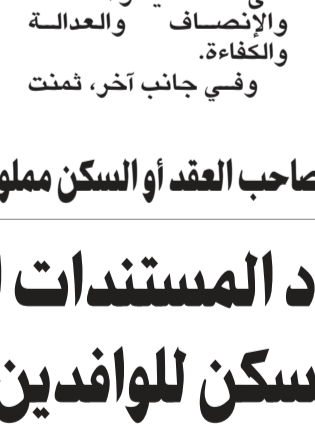 والإنصاف والعدالة
والكفاءة.
وفي جانب آخر، ثمنت
صاحب العقد أو السكن مملو
د المستندات ا
سكن للوافدين